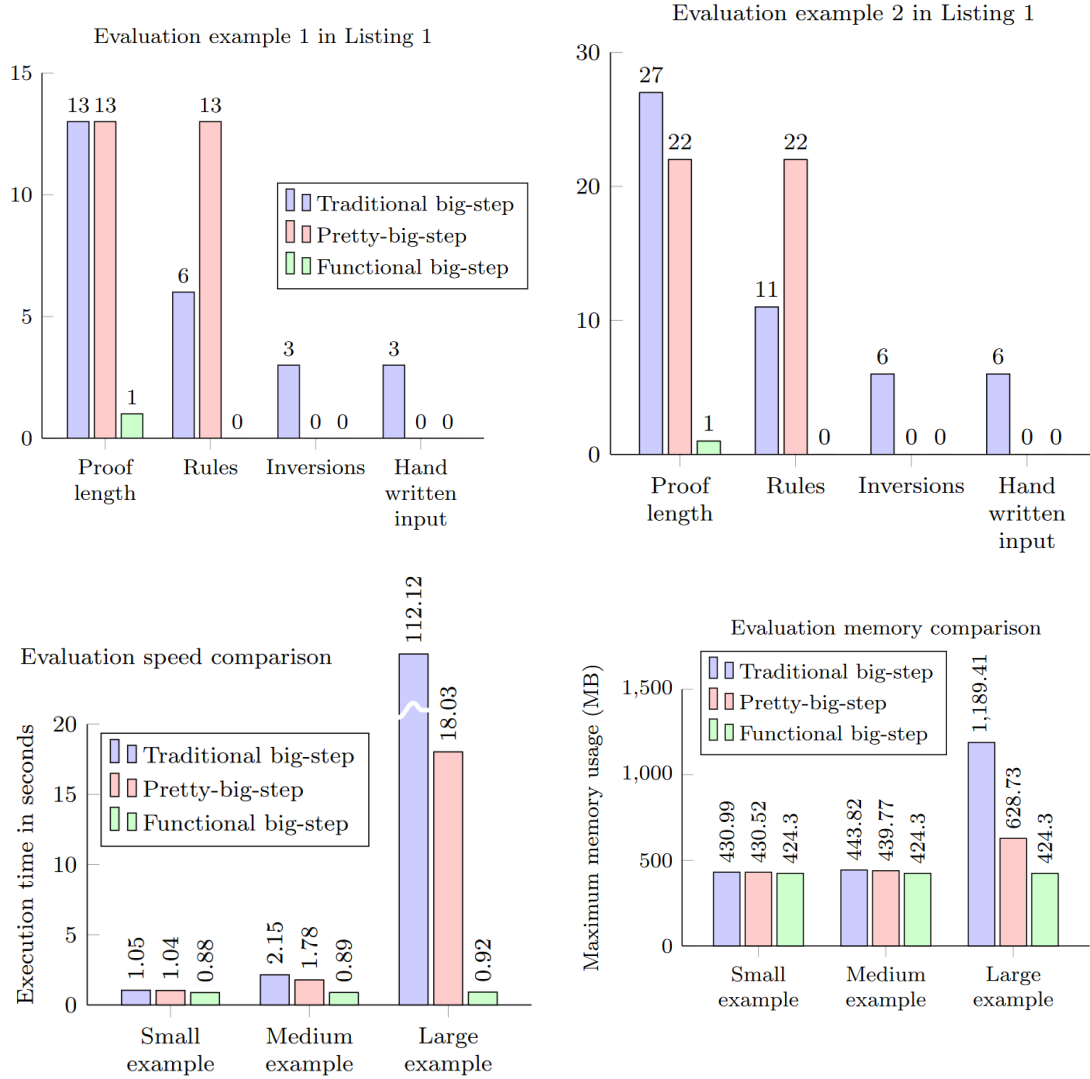 Evaluation example 1 in Listing 1
15
10
5
0
13 13 1
6 13 0
3 0 0
3 0 0
Traditional big-step
Pretty-big-step
Functional big-step
Proof
length
Rules
Inversions
Hand
written
input
Evaluation example 2 in Listing 1
30
20
10
0
27 22 1
11 22 0
6 0 0
6 0 0
Proof
length
Rules
Inversions
Hand
written
input
Evaluation speed comparison
Execution time in seconds
20
15
10
5
0
Traditional big-step
Pretty-big-step
Functional big-step
1.05 1.04 0.88
2.15 1.78 0.89
112.12 18.03 0.92
Small
example
Medium
example
Large
example
Evaluation memory comparison
Maximum memory usage (MB)
1,500
1,000
500
0
Traditional big-step
Pretty-big-step
Functional big-step
430.99 430.52 424.3
443.82 439.77 424.3
1,189.41 628.73 424.3
Small
example
Medium
example
Large
example